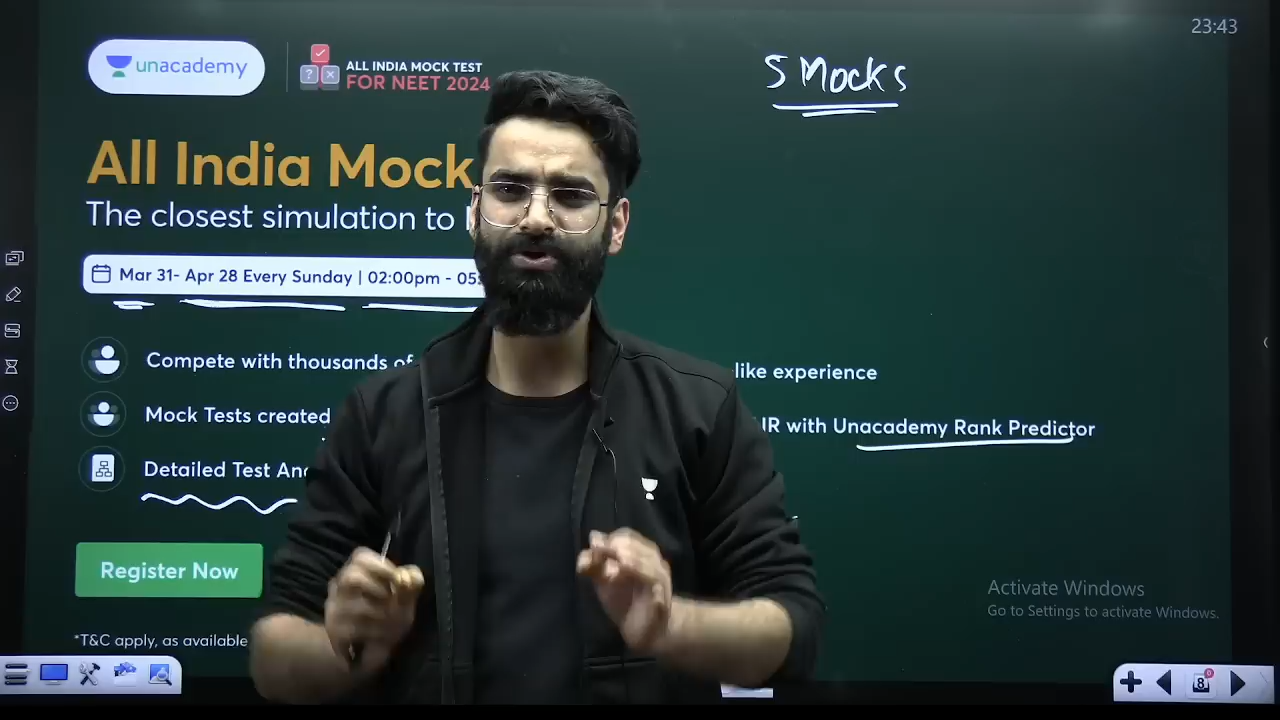 23:43
unacademy
ALL INDIA MOCK TEST
FOR NEET 2024
5 Mocks
All India Mock
The closest simulation to
Mar 31- Apr 28 Every Sunday | 02:00pm - 05
Compete with thousands of
like experience
Mock Tests created
IR with Unacademy Rank Predictor
Detailed Test
Register Now
Activate Windows
Go to Settings to activate Windows.
*T&C apply, as available
8